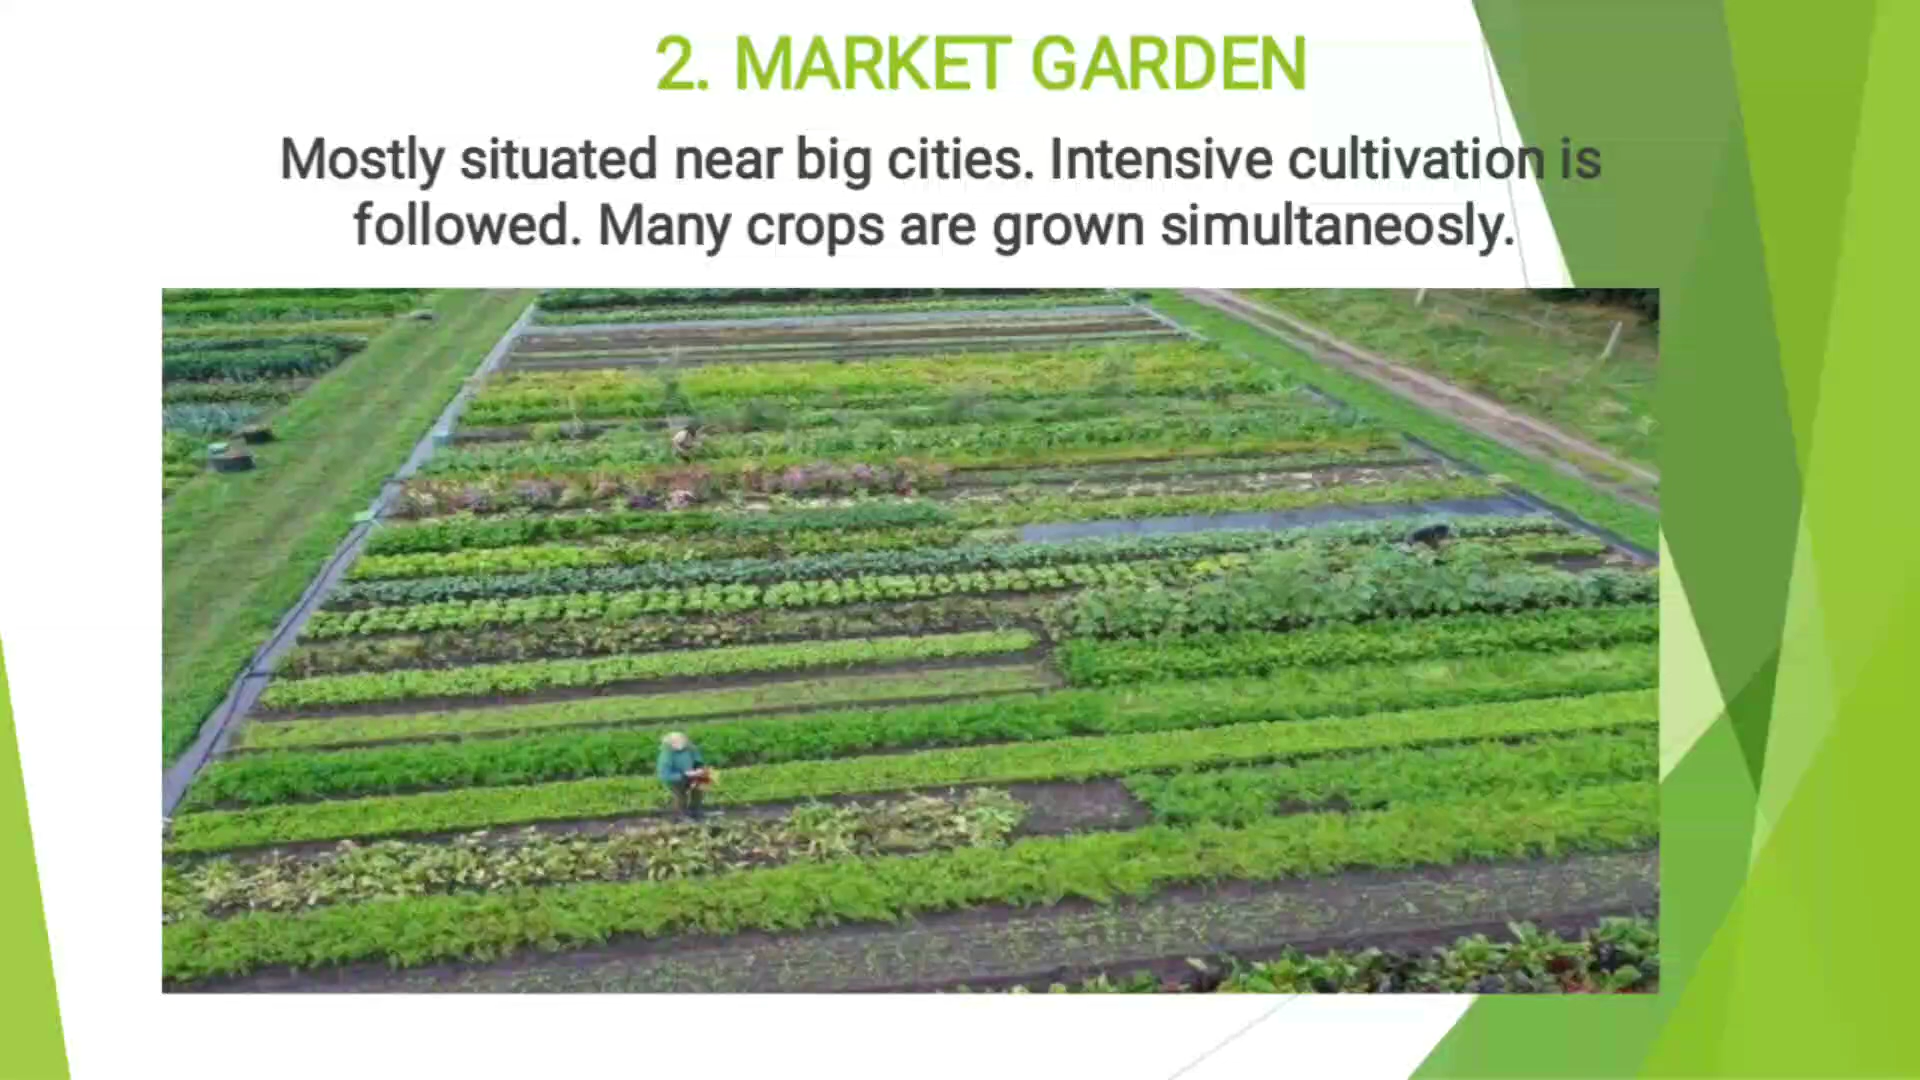 2. MARKET GARDEN
Mostly situated near big cities. Intensive cultivation is
followed. Many crops are grown simultaneosly.